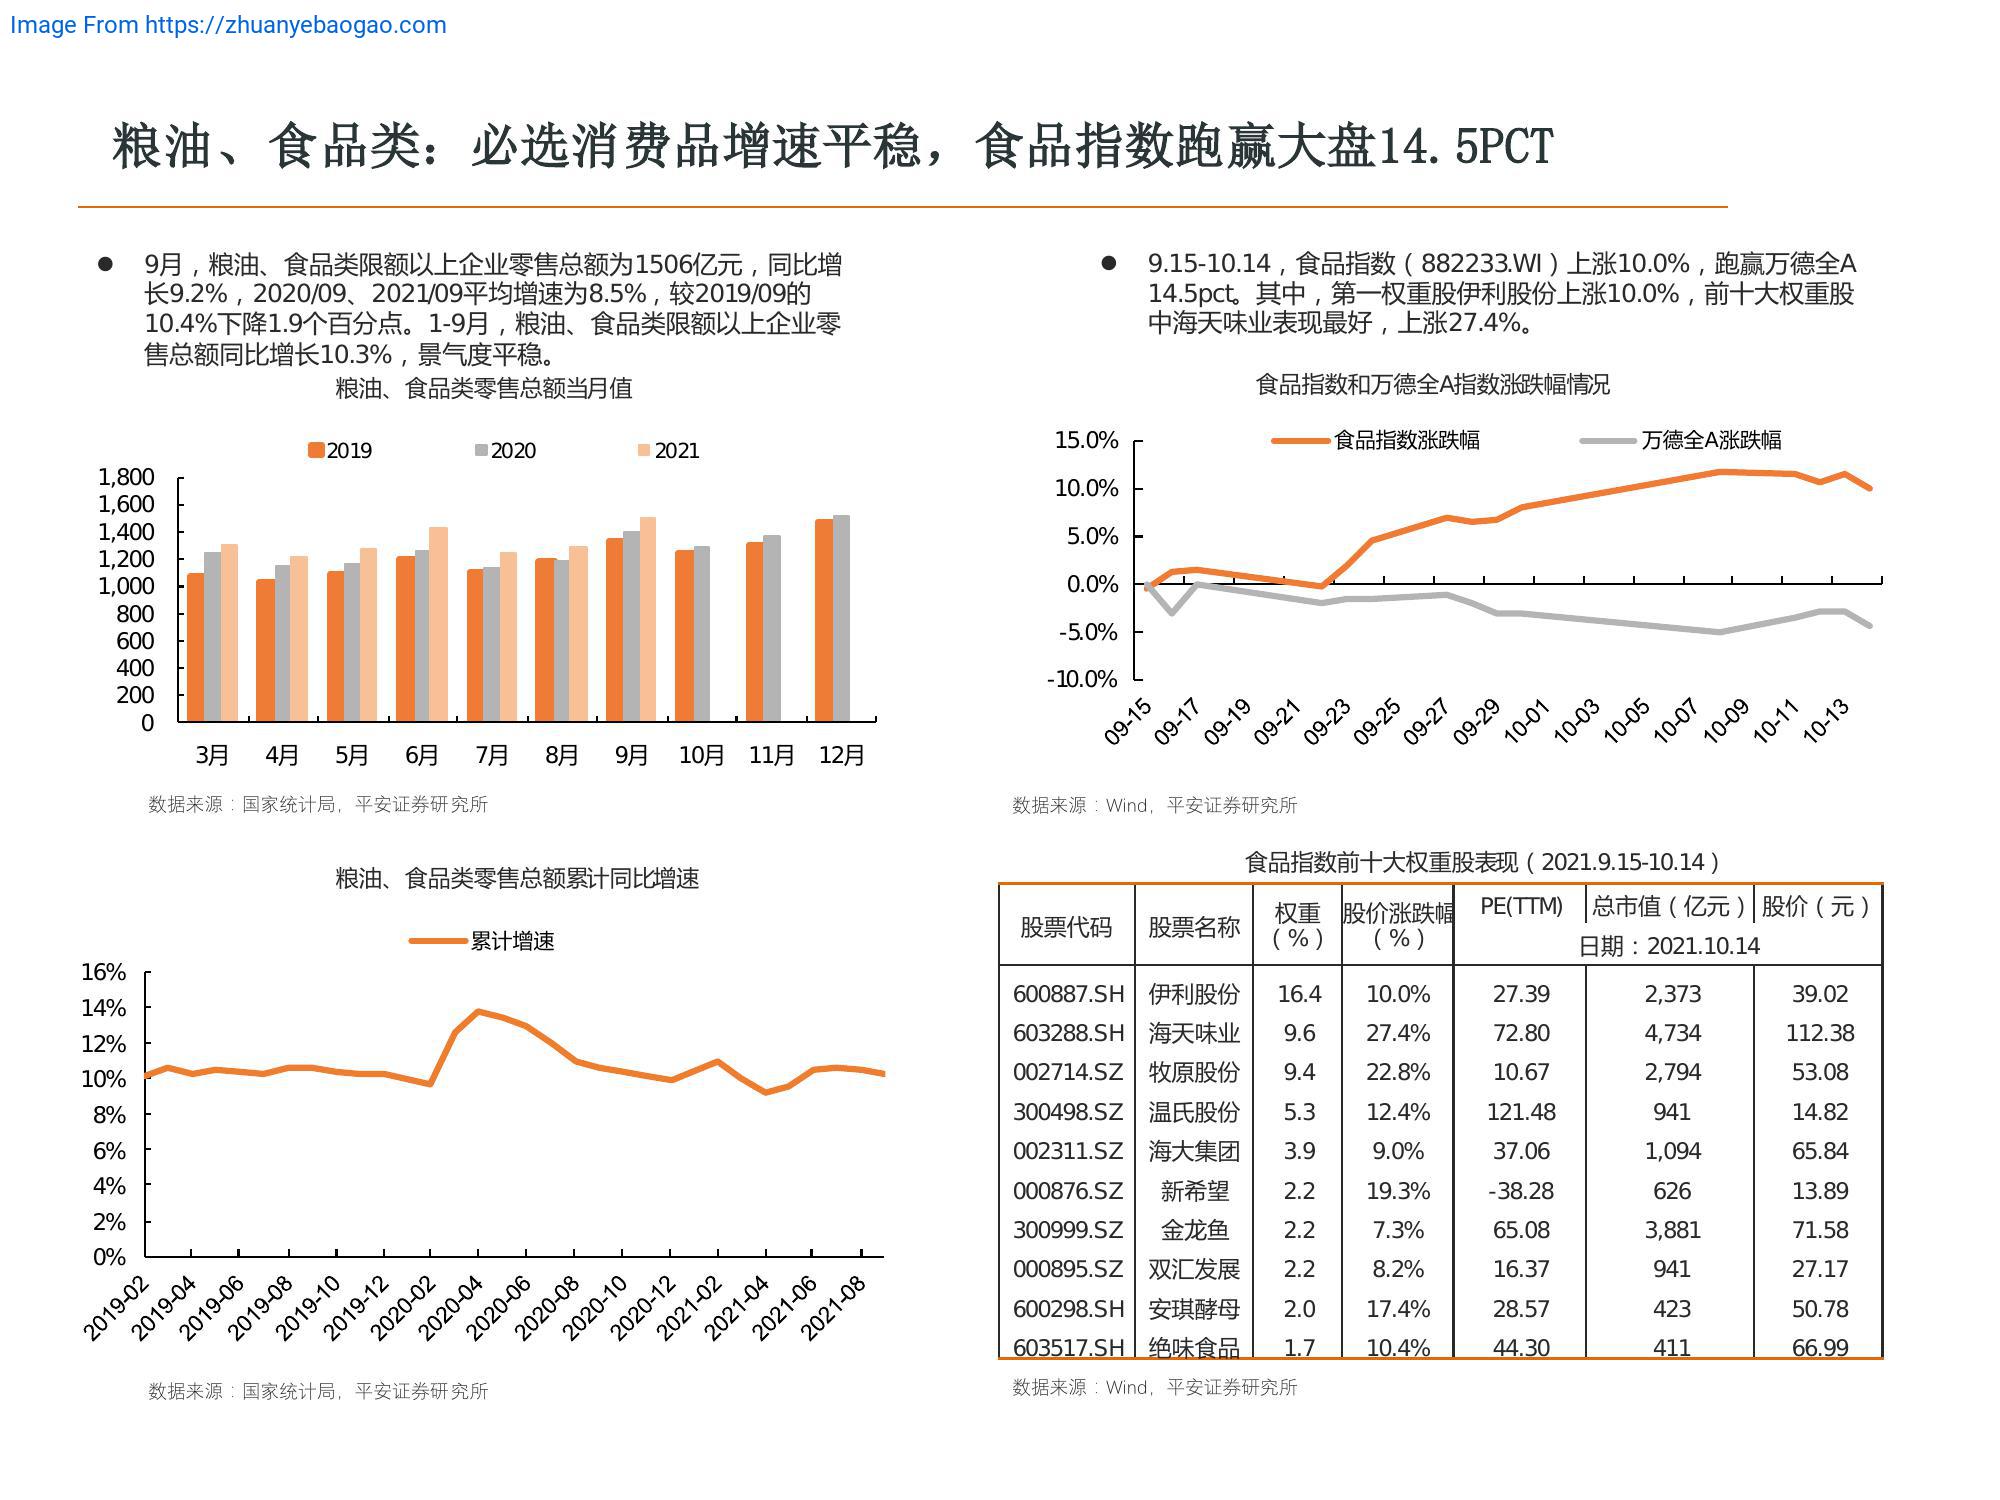 Image From https://zhuanyebaogao.com
粮油、食品类：必选消费品增速平稳，食品指数跑赢大盘14.5PCT
● 9月，粮油、食品类限额以上企业零售总额为1506亿元，同比增
长9.2%，2020/09、2021/09平均增速为8.5%，较2019/09的
10.4%下降1.9个百分点。1-9月，粮油、食品类限额以上企业零
售总额同比增长10.3%，景气度平稳。
粮油、食品类零售总额当月值
2019 2020 2021
1,800
1,600
1,400
1,200
1,000
800
600
400
200
0
3月 4月 5月 6月 7月 8月 9月 10月 11月 12月
数据来源：国家统计局，平安证券研究所
● 9.15-10.14，食品指数（882233.WI）上涨10.0%，跑赢万德全A
14.5pct。其中，第一权重股伊利股份上涨10.0%，前十大权重股
中海天味业表现最好，上涨27.4%。
食品指数和万德全A指数涨跌幅情况
食品指数涨跌幅 万德全A涨跌幅
15.0%
10.0%
5.0%
0.0%
-5.0%
-10.0%
09-15 09-17 09-19 09-21 09-23 09-25 09-27 09-29 10-01 10-03 10-05 10-07 10-09 10-11 10-13
数据来源：Wind，平安证券研究所
粮油、食品类零售总额累计同比增速
累计增速
16%
14%
12%
10%
8%
6%
4%
2%
0%
2019-02 2019-04 2019-06 2019-08 2019-10 2019-12 2020-02 2020-04 2020-06 2020-08 2020-10 2020-12 2021-02 2021-04 2021-06 2021-08
数据来源：国家统计局，平安证券研究所
食品指数前十大权重股表现（2021.9.15-10.14）
股票代码 股票名称 权重（%） 股价涨跌幅（%） PE(TTM) 总市值（亿元） 股价（元）
日期：2021.10.14
600887.SH 伊利股份 16.4 10.0% 27.39 2,373 39.02
603288.SH 海天味业 9.6 27.4% 72.80 4,734 112.38
002714.SZ 牧原股份 9.4 22.8% 10.67 2,794 53.08
300498.SZ 温氏股份 5.3 12.4% 121.48 941 14.82
002311.SZ 海大集团 3.9 9.0% 37.06 1,094 65.84
000876.SZ 新希望 2.2 19.3% -38.28 626 13.89
300999.SZ 金龙鱼 2.2 7.3% 65.08 3,881 71.58
000895.SZ 双汇发展 2.2 8.2% 16.37 941 27.17
600298.SH 安琪酵母 2.0 17.4% 28.57 423 50.78
603517.SH 绝味食品 1.7 10.4% 44.30 411 66.99
数据来源：Wind，平安证券研究所